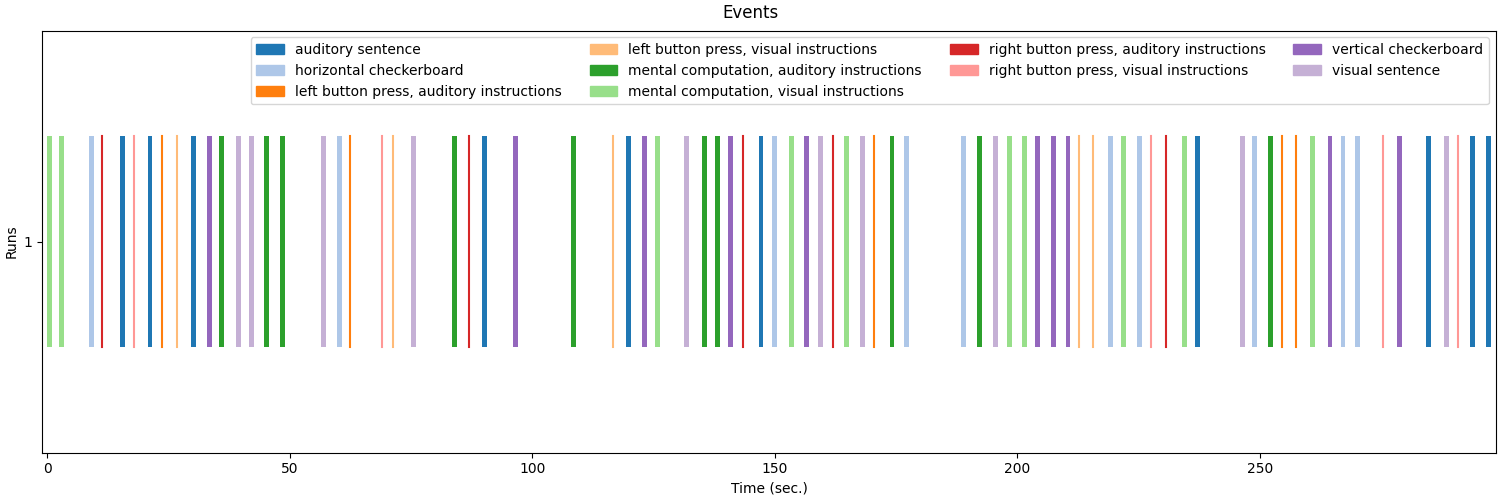 Events
auditory sentence
horizontal checkerboard
left button press, auditory instructions
left button press, visual instructions
mental computation, auditory instructions
mental computation, visual instructions
right button press, auditory instructions
right button press, visual instructions
vertical checkerboard
visual sentence
Runs
1
0 50 100 150 200 250
Time (sec.)